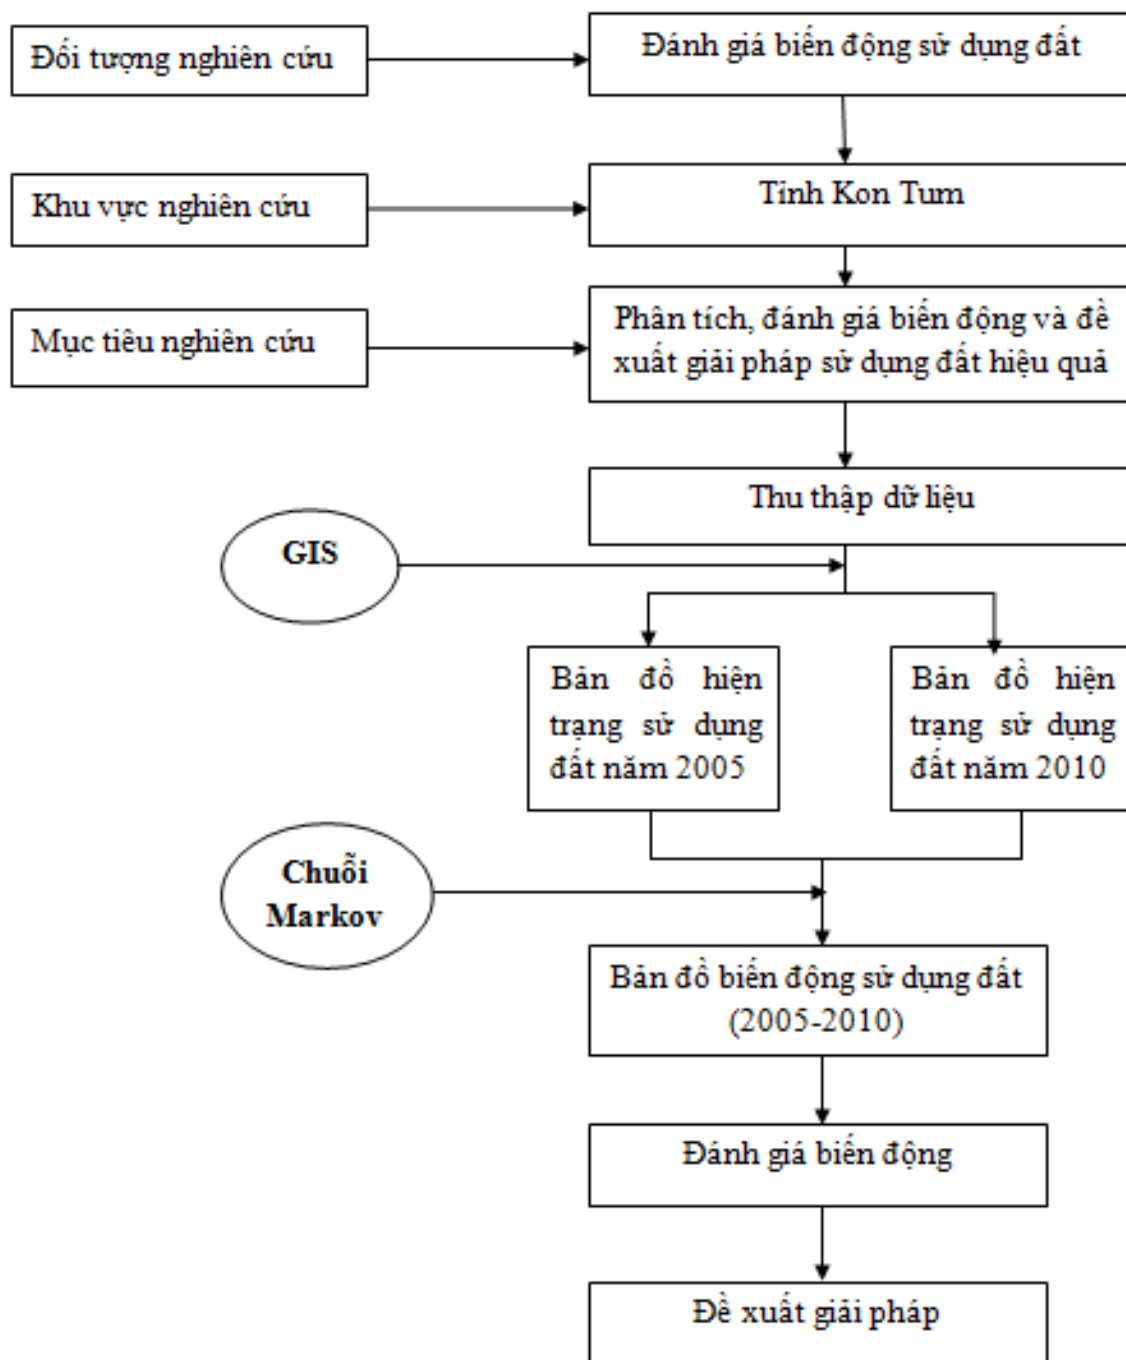 Đối tượng nghiên cứu
Đánh giá biến động sử dụng đất
Khu vực nghiên cứu
Tỉnh Kon Tum
Mục tiêu nghiên cứu
Phân tích, đánh giá biến động và đề
xuất giải pháp sử dụng đất hiệu quả
Thu thập dữ liệu
GIS
Bản đồ hiện
trạng sử dụng
đất năm 2005
Bản đồ hiện
trạng sử dụng
đất năm 2010
Chuỗi
Markov
Bản đồ biến động sử dụng đất
(2005-2010)
Đánh giá biến động
Đề xuất giải pháp